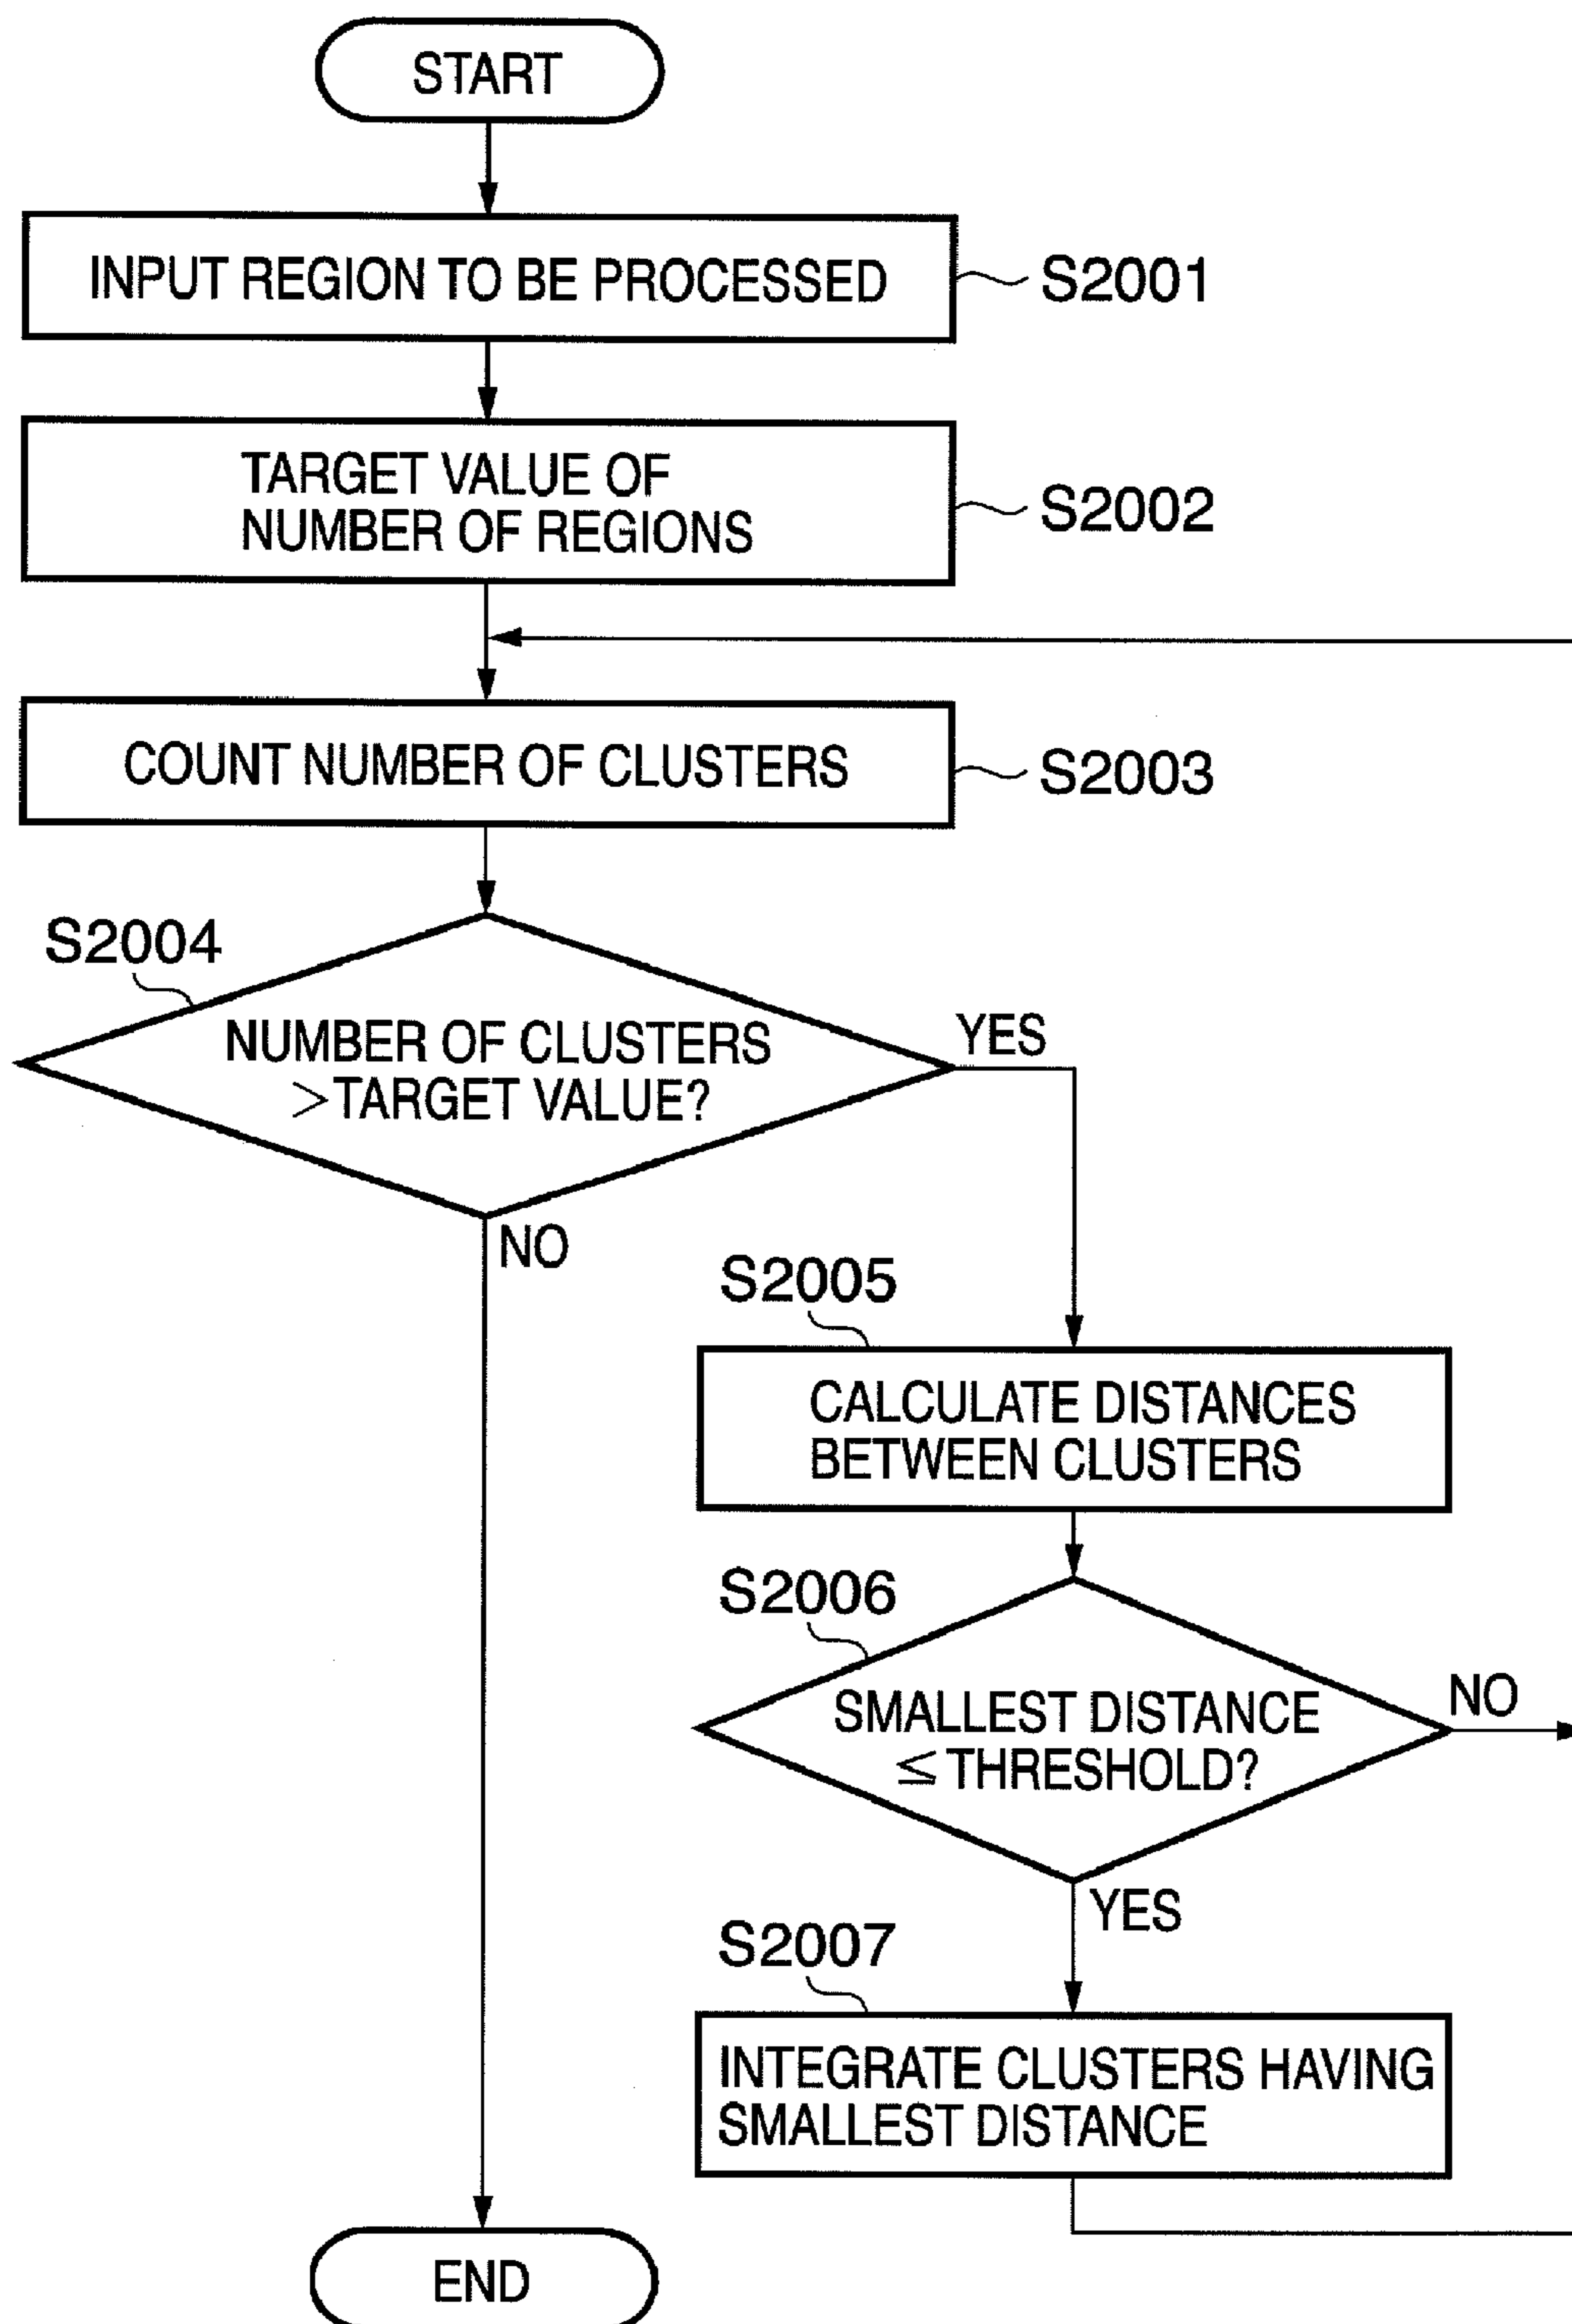 START
INPUT REGION TO BE PROCESSED
S2001
TARGET VALUE OF
NUMBER OF REGIONS
S2002
COUNT NUMBER OF CLUSTERS
S2003
S2004
NUMBER OF CLUSTERS
>TARGET VALUE?
YES
NO
S2005
CALCULATE DISTANCES
BETWEEN CLUSTERS
S2006
SMALLEST DISTANCE
≤ THRESHOLD?
NO
YES
S2007
INTEGRATE CLUSTERS HAVING
SMALLEST DISTANCE
END